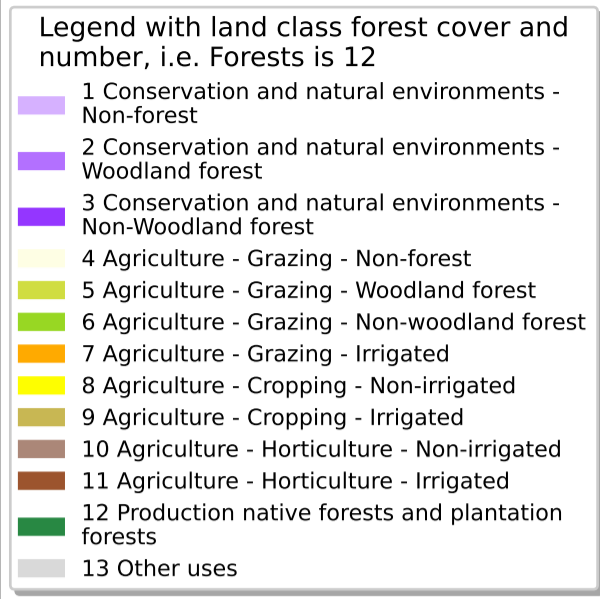 Legend with land class forest cover and
number, i.e. Forests is 12
1 Conservation and natural environments -
Non-forest
2 Conservation and natural environments -
Woodland forest
3 Conservation and natural environments -
Non-Woodland forest
4 Agriculture - Grazing - Non-forest
5 Agriculture - Grazing - Woodland forest
6 Agriculture - Grazing - Non-woodland forest
7 Agriculture - Grazing - Irrigated
8 Agriculture - Cropping - Non-irrigated
9 Agriculture - Cropping - Irrigated
10 Agriculture - Horticulture - Non-irrigated
11 Agriculture - Horticulture - Irrigated
12 Production native forests and plantation
forests
13 Other uses